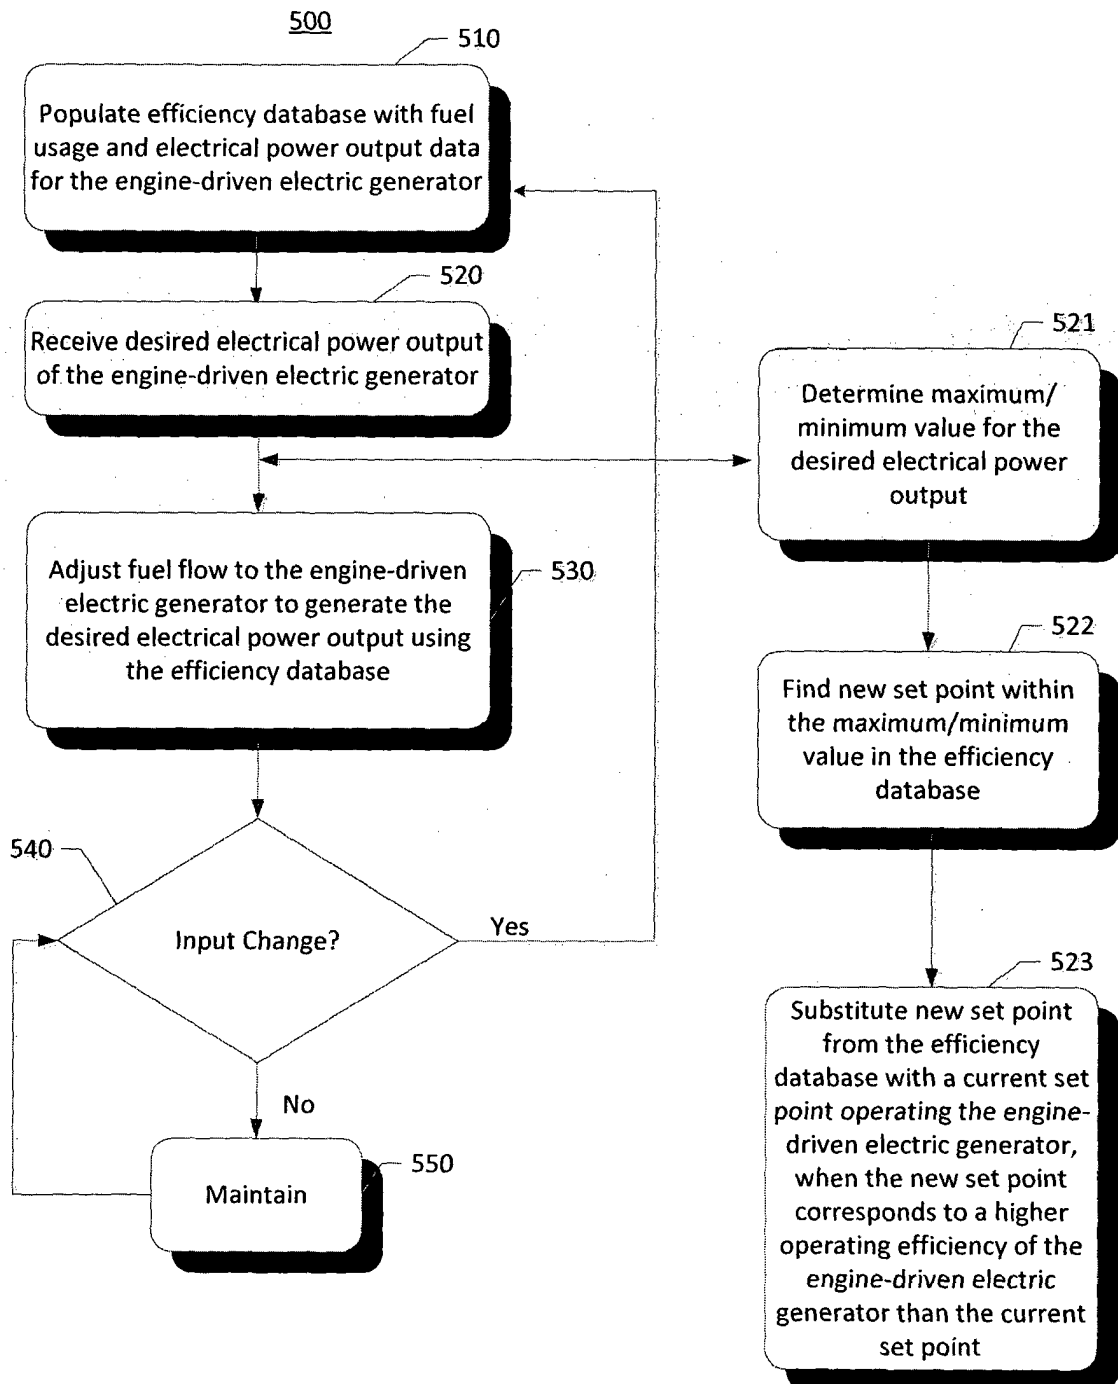 500
510
Populate efficiency database with fuel
usage and electrical power output data
for the engine-driven electric generator
520
Receive desired electrical power output
of the engine-driven electric generator
521
Determine maximum/
minimum value for the
desired electrical power
output
530
Adjust fuel flow to the engine-driven
electric generator to generate the
desired electrical power output using
the efficiency database
522
Find new set point within
the maximum/minimum
value in the efficiency
database
540
Input Change?
Yes
No
550
Maintain
523
Substitute new set point
from the efficiency
database with a current set
point operating the engine-
driven electric generator,
when the new set point
corresponds to a higher
operating efficiency of the
engine-driven electric
generator than the current
set point